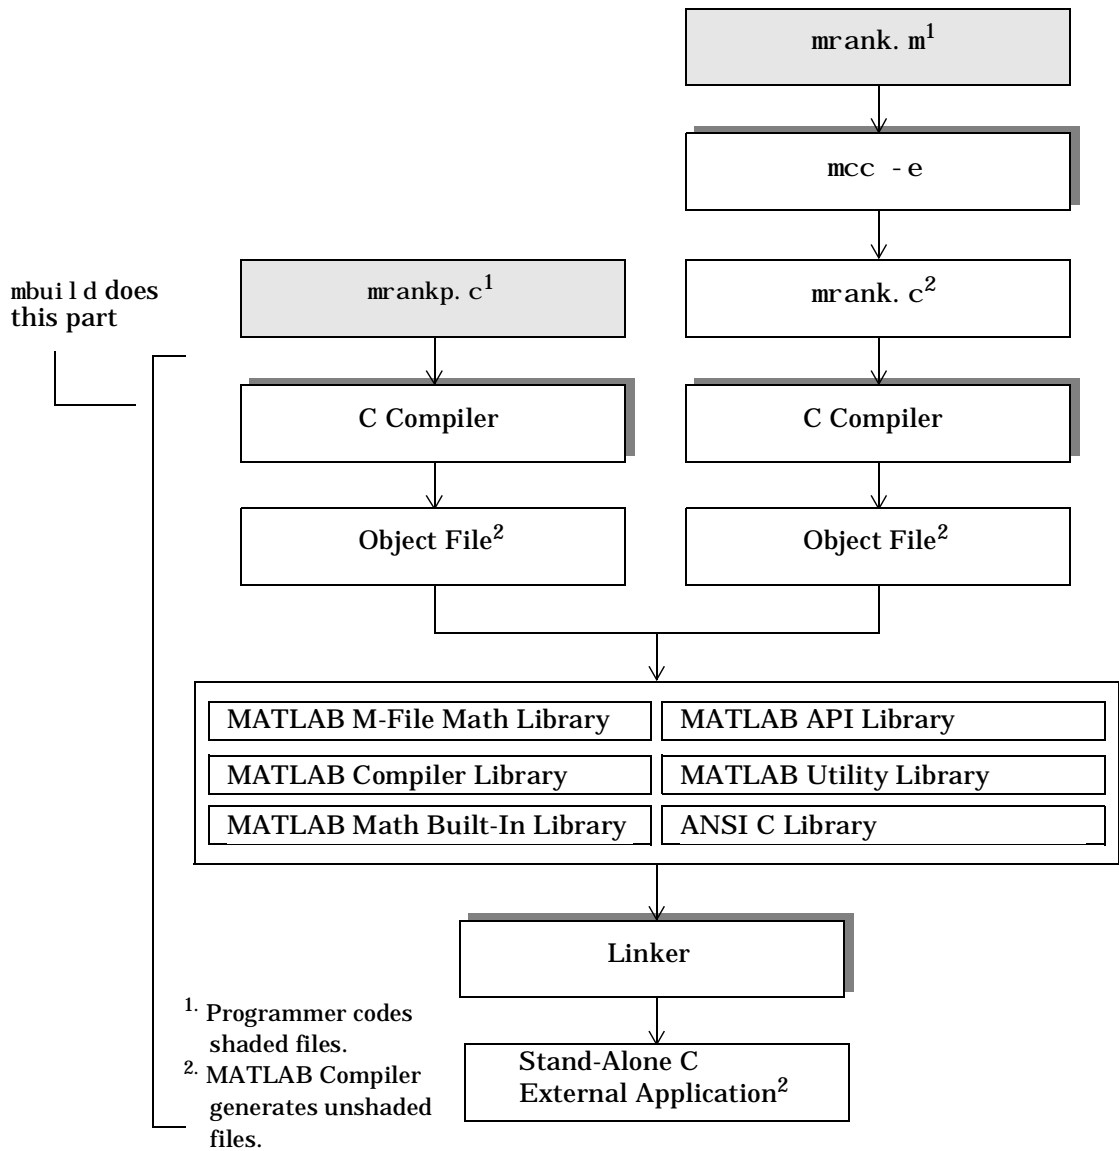 mrank.m1
mcc -e
mbuild does
this part
mrankp.c1
mrank.c2
C Compiler
C Compiler
Object File2
Object File2
MATLAB M-File Math Library
MATLAB API Library
MATLAB Compiler Library
MATLAB Utility Library
MATLAB Math Built-In Library
ANSI C Library
Linker
Stand-Alone C
External Application2
1. Programmer codes
shaded files.
2. MATLAB Compiler
generates unshaded
files.